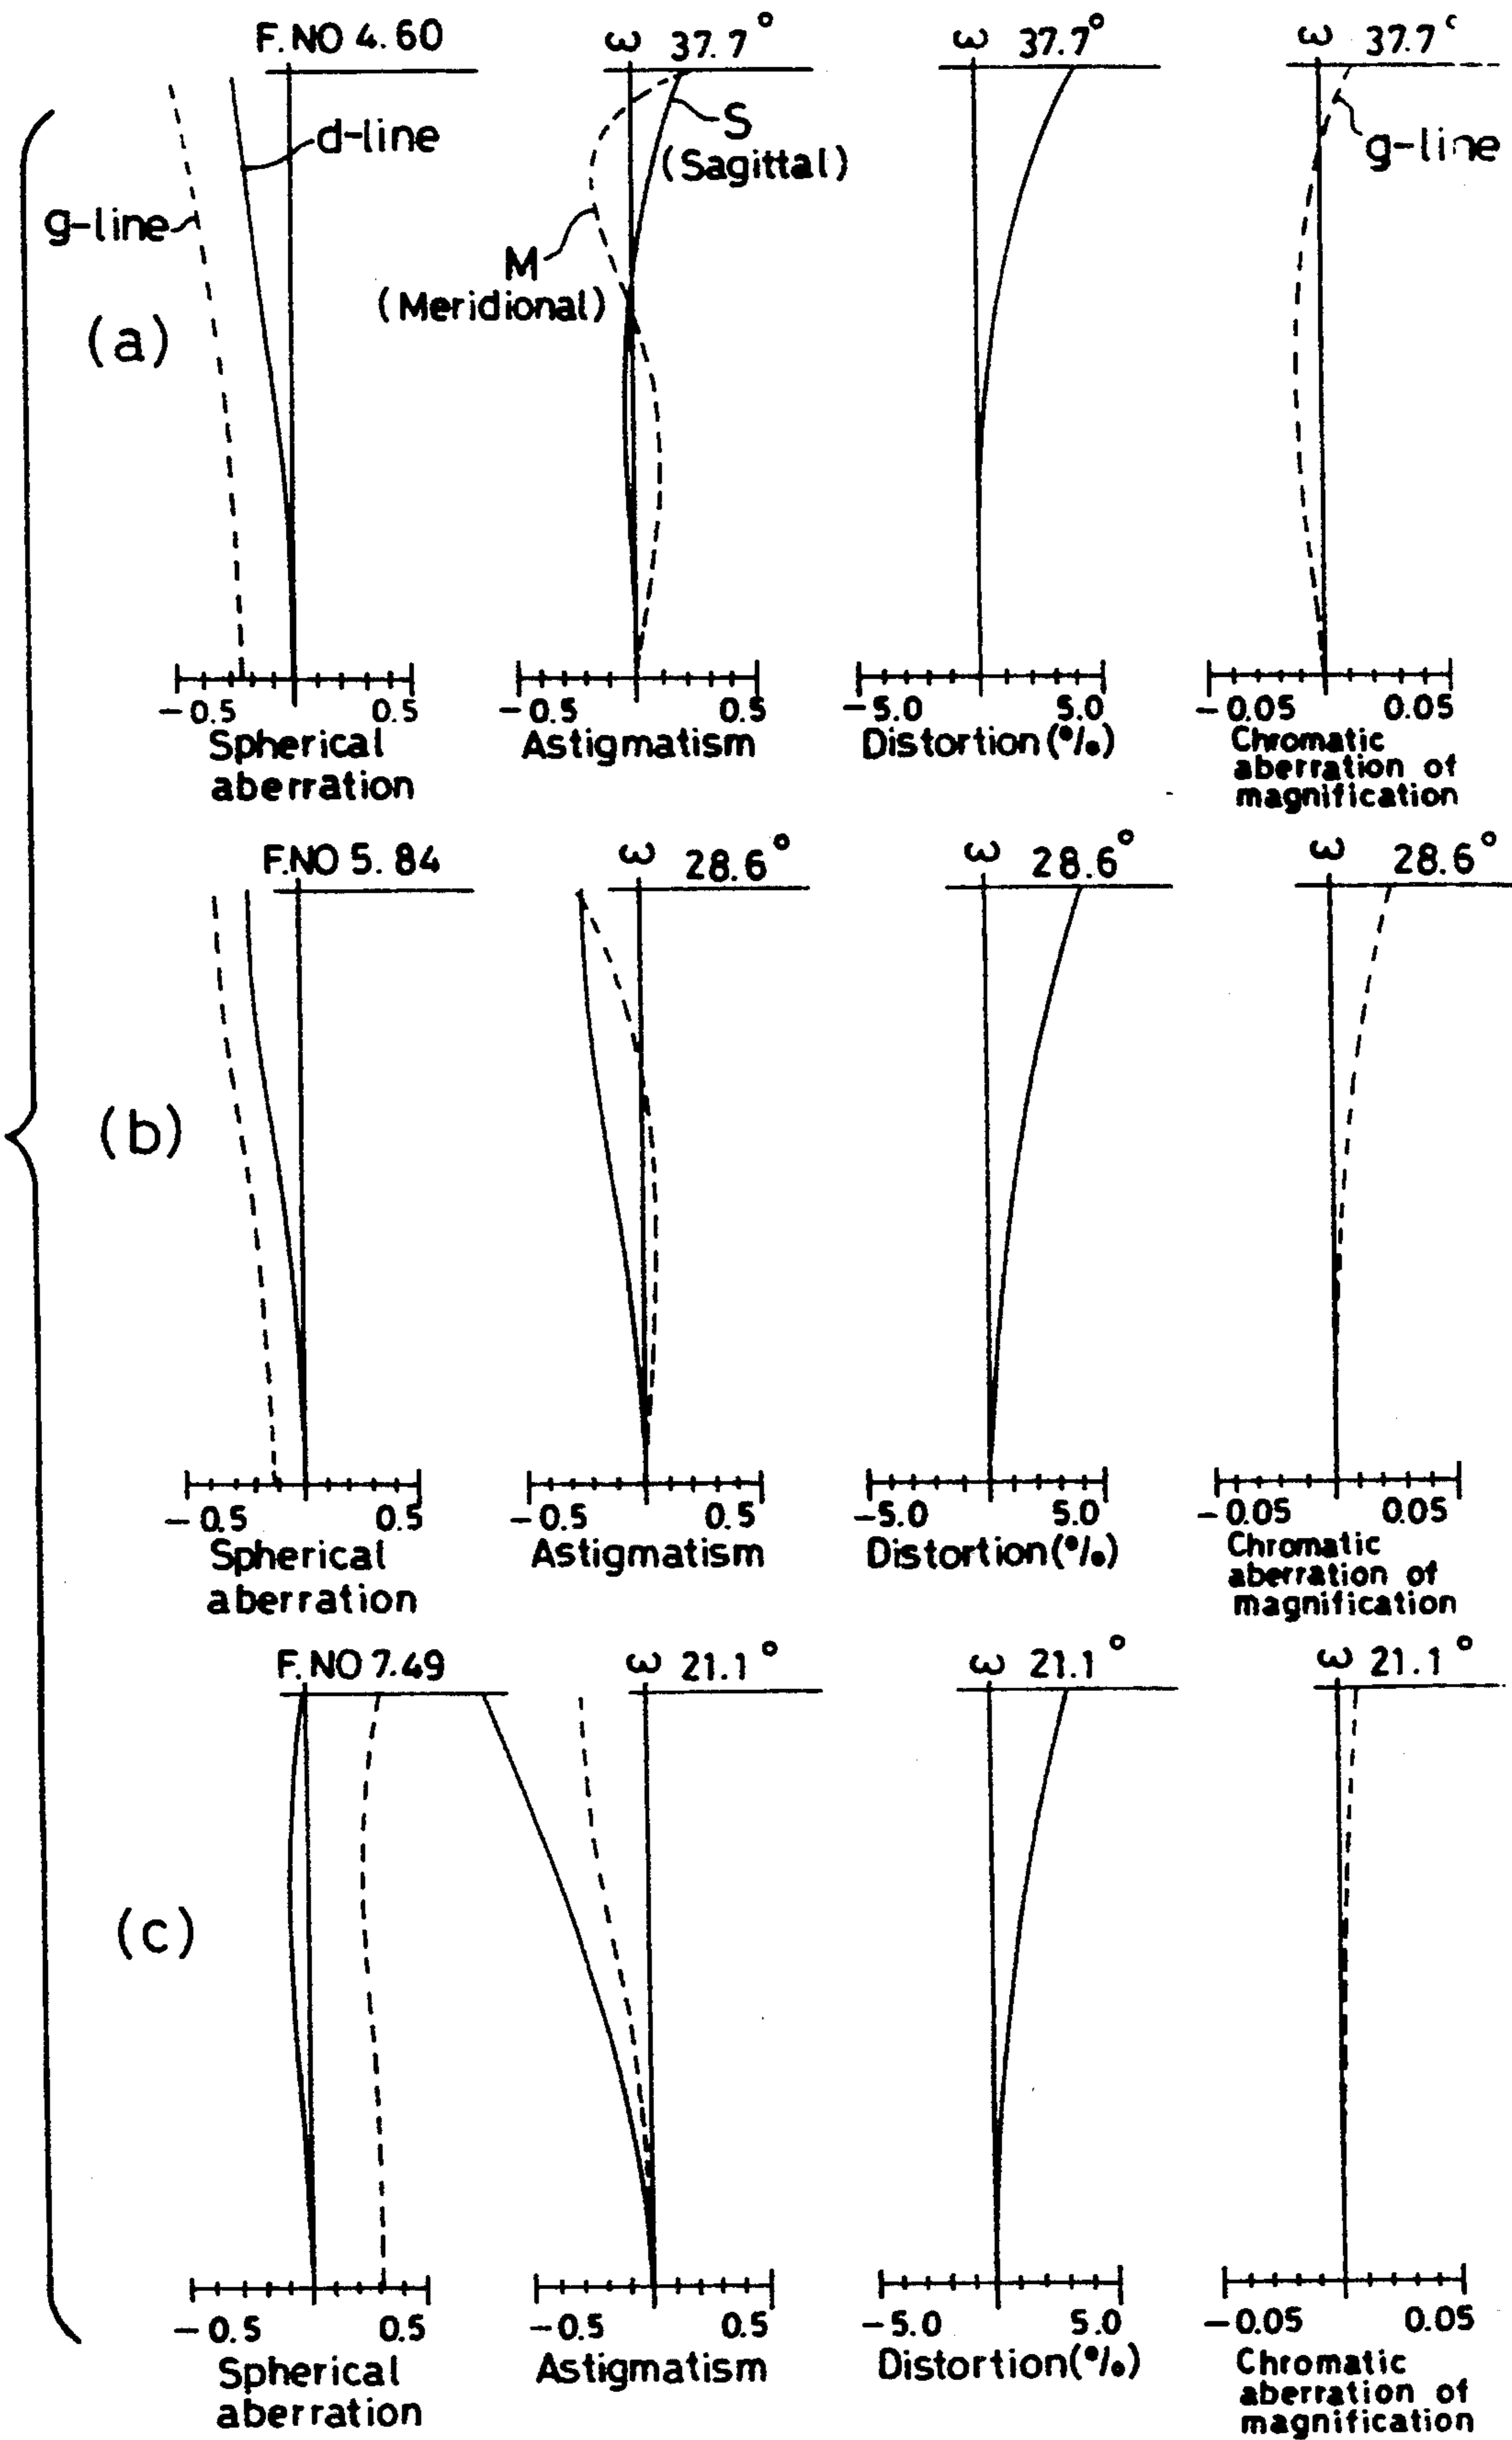 F.NO 4.60
ω 37.7°
ω 37.7°
ω 37.7c
d-line
g-line
S
(Sagittal)
M
(Meridional)
g-line
(a)
-0.5 0.5
Spherical
aberration
-0.5 0.5
Astigmatism
-5.0 5.0
Distortion(%)
-0.05 0.05
Chromatic
aberration of
magnification
F.NO 5.84
ω 28.6°
ω 28.6°
ω 28.6°
(b)
-0.5 0.5
Spherical
aberration
-0.5 0.5
Astigmatism
-5.0 5.0
Distortion(%)
-0.05 0.05
Chromatic
aberration of
magnification
F.NO 7.49
ω 21.1°
ω 21.1°
ω 21.1°
(c)
-0.5 0.5
Spherical
aberration
-0.5 0.5
Astigmatism
-5.0 5.0
Distortion(%)
-0.05 0.05
Chromatic
aberration of
magnification